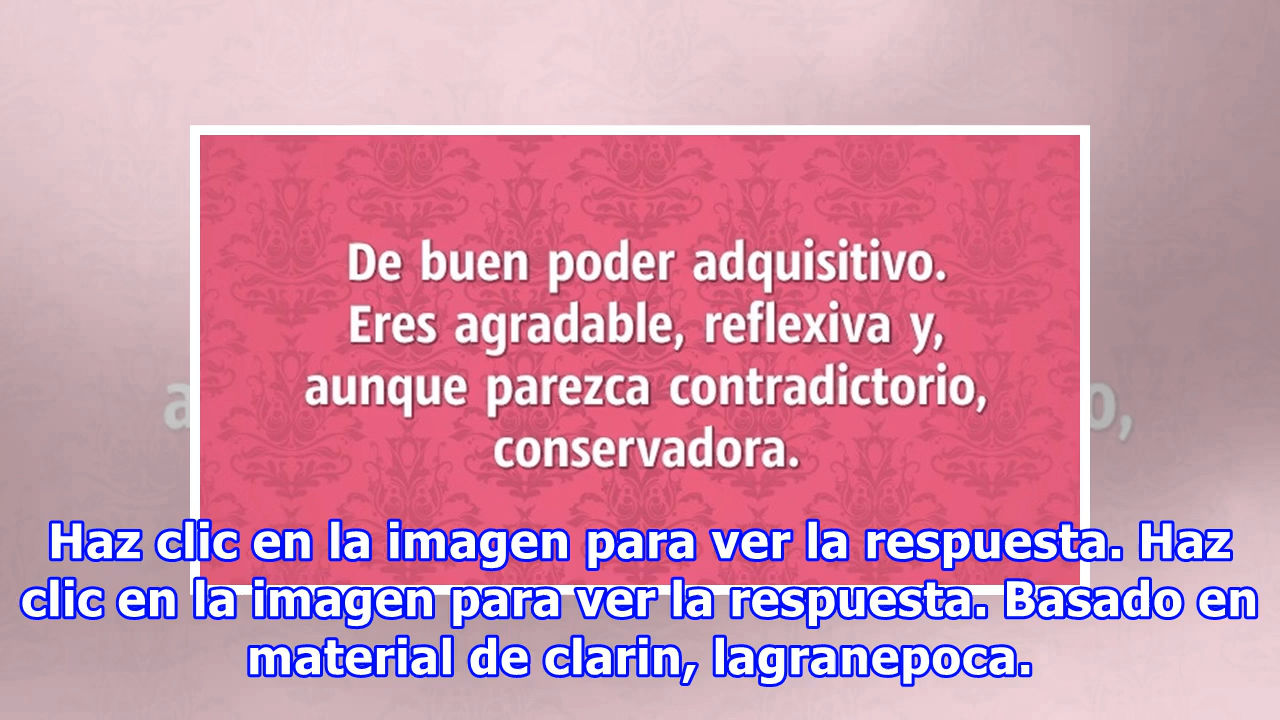 De buen poder adquisitivo.
Eres agradable, reflexiva y,
aunque parezca contradictorio,
conservadora.
Haz clic en la imagen para ver la respuesta. Haz
clic en la imagen para ver la respuesta. Basado en
material de clarin, lagranepoca.